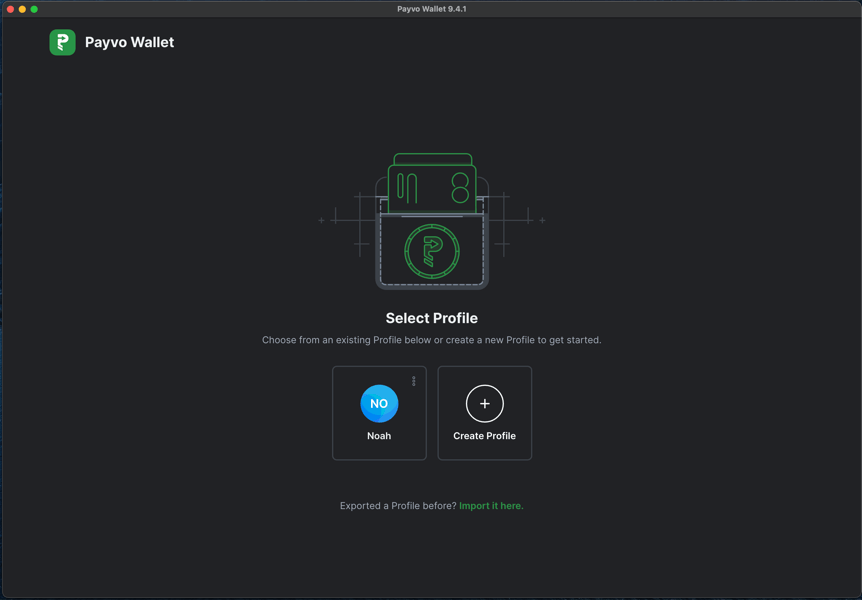 Payvo Wallet 9.4.1
Payvo Wallet
Select Profile
Choose from an existing Profile below or create a new Profile to get started.
NO
Noah
Create Profile
Exported a Profile before? Import it here.